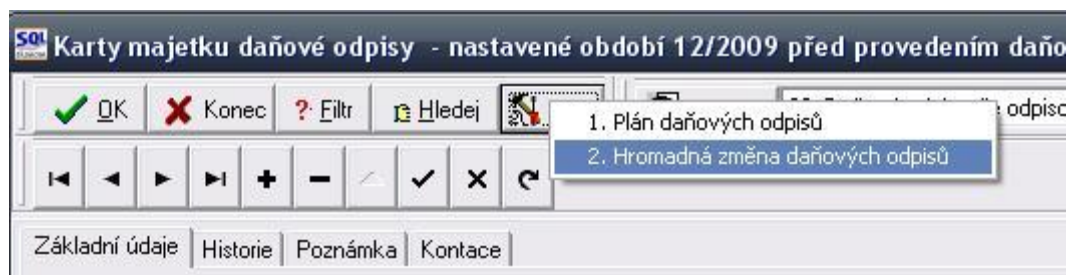 SQL Karty majetku daňové odpisy - nastavené období 12/2009 před provedením daňo
OK Konec Filtr Hledej
1. Plán daňových odpisů
2. Hromadná změna daňových odpisů
Základní údaje Historie Poznámka Kontace